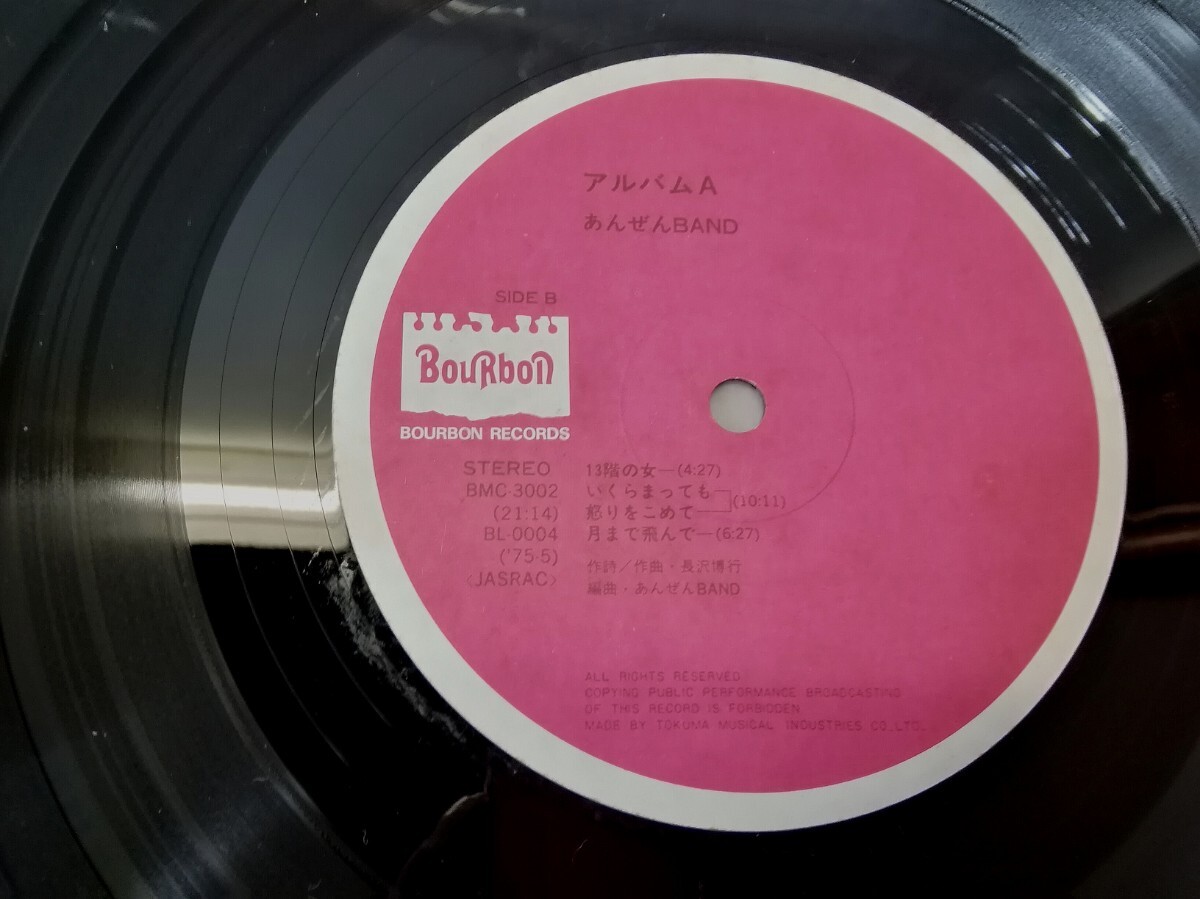 アルバムA
あんぜんBAND
SIDE B
BouRbon
BOURBON RECORDS
STEREO
BMC-3002
(21:14)
BL-0004
('75·5)
〈JASRAC〉
13階の女—(4:27)
いくらまっても
怒りをこめて
(10:11)
月まで飛んで—(6:27)
作詩/作曲・長沢博行
編曲・あんぜんBAND
ALL RIGHTS RESERVED
COPYING PUBLIC PERFORMANCE BROADCASTING
OF THIS RECORD IS FORBIDDEN
MADE BY TOKUMA MUSICAL INDUSTRIES CO.,LTD.,